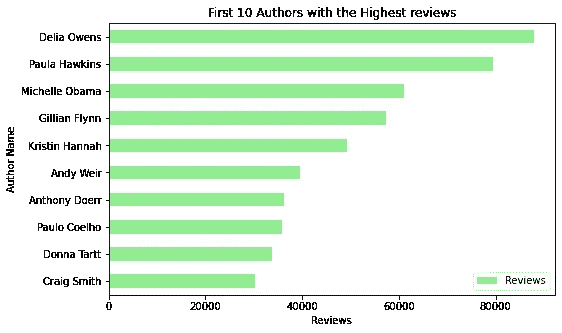 First 10 Authors with the Highest reviews
Author Name
Delia Owens
Paula Hawkins
Michelle Obama
Gillian Flynn
Kristin Hannah
Andy Weir
Anthony Doerr
Paulo Coelho
Donna Tartt
Craig Smith
Reviews
0 20000 40000 60000 80000
Reviews